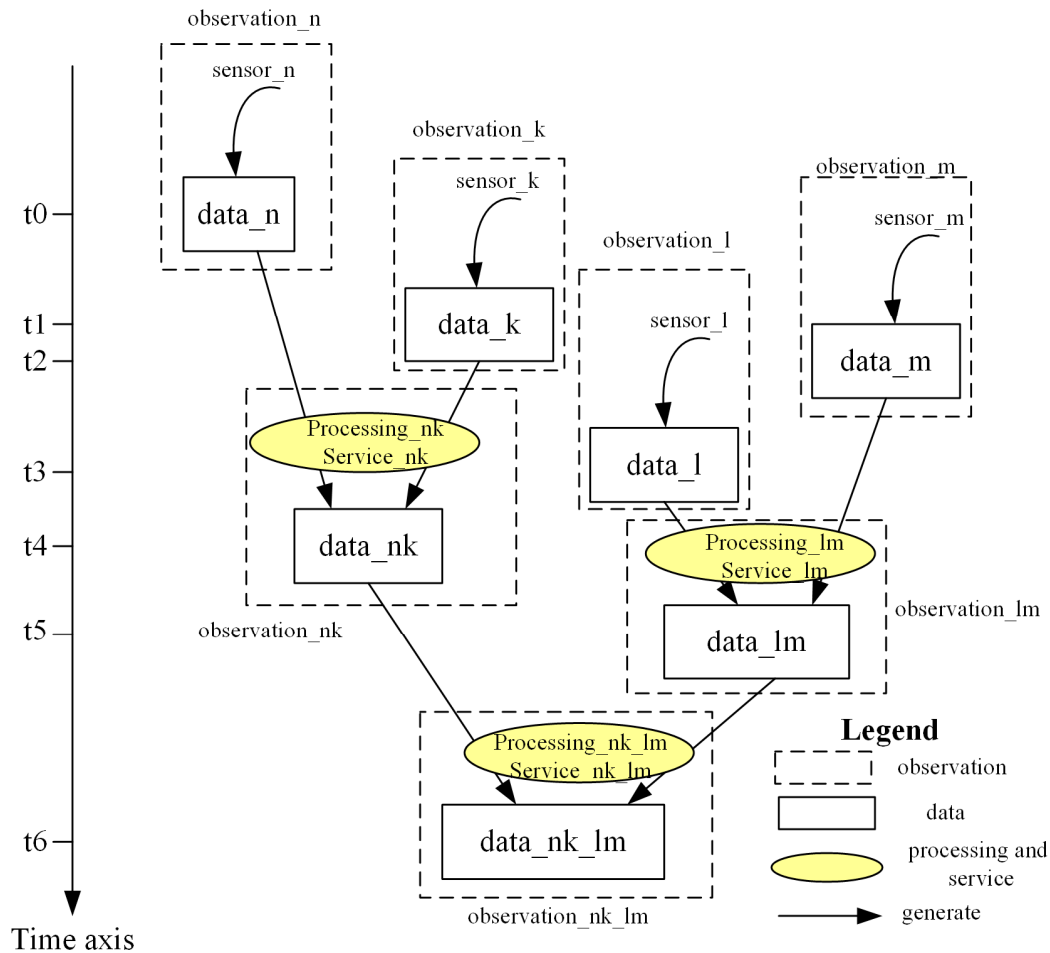 observation_n
sensor_n
data_n
observation_k
sensor_k
data_k
observation_l
sensor_l
data_l
observation_m
sensor_m
data_m
t0
t1
t2
t3
t4
t5
t6
Time axis
Processing_nk
Service_nk
data_nk
observation_nk
Processing_lm
Service_lm
data_lm
observation_lm
Processing_nk_lm
Service_nk_lm
data_nk_lm
observation_nk_lm
Legend
observation
data
processing and
service
generate